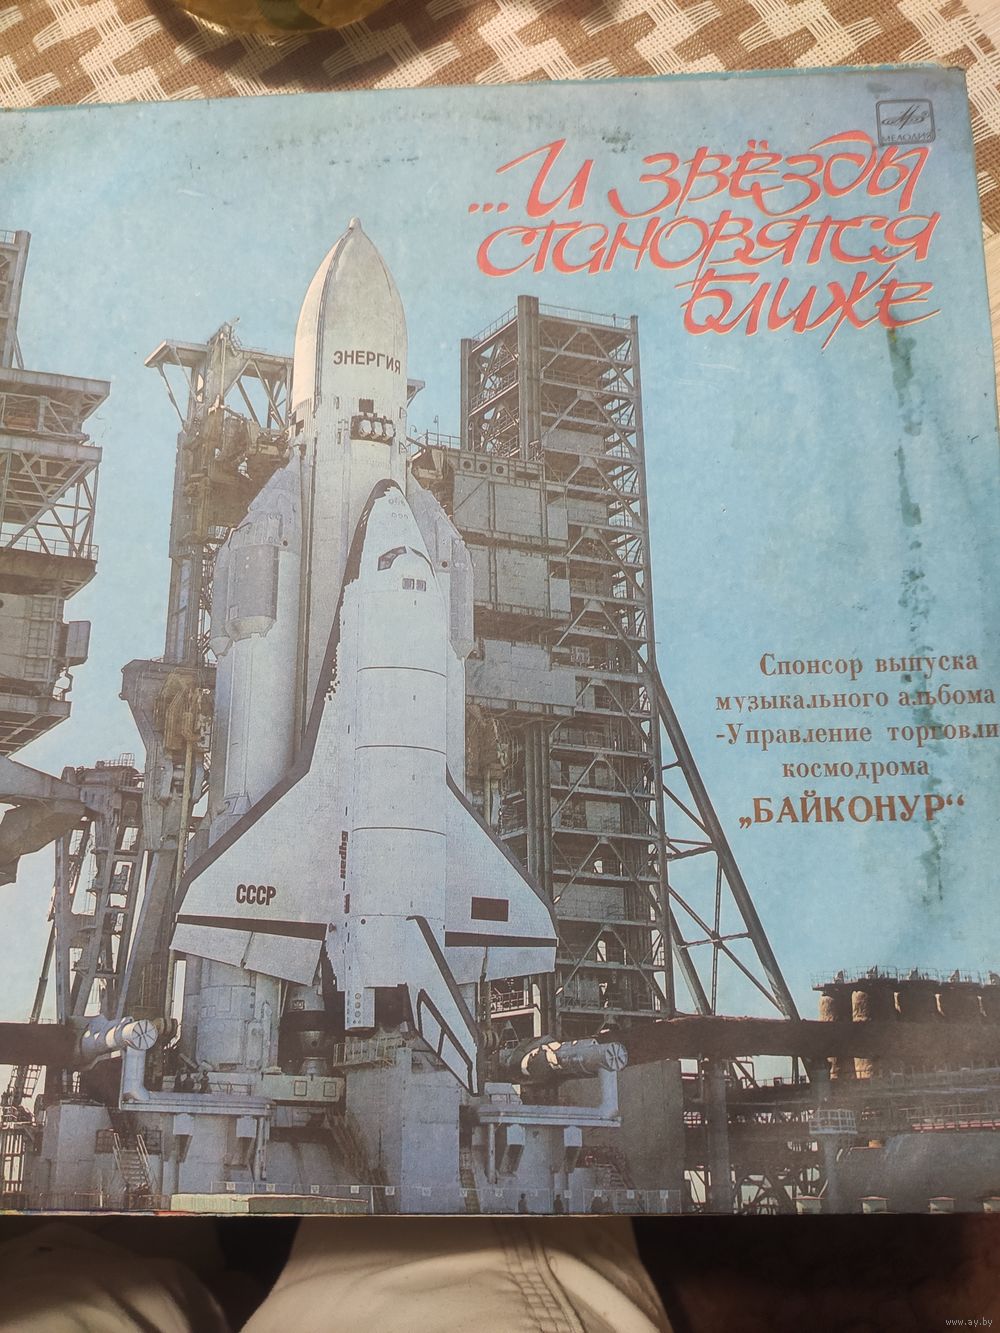 МЕЛОДИЯ
...И ЗВЁЗДЫ
СТАНОВЯТСЯ
БЛИЖЕ
ЭНЕРГИЯ
Спонсор выпуска
музыкального альбома
-Управление торговли
космодрома
„БАЙКОНУР“
СССР
www.ay.by